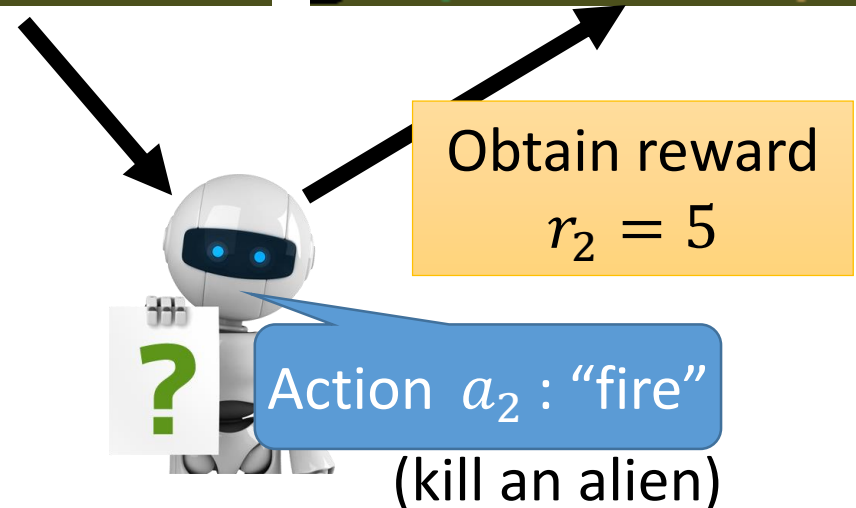 Obtain reward
𝑟₂ = 5
?
Action 𝑎₂ : “fire”
(kill an alien)